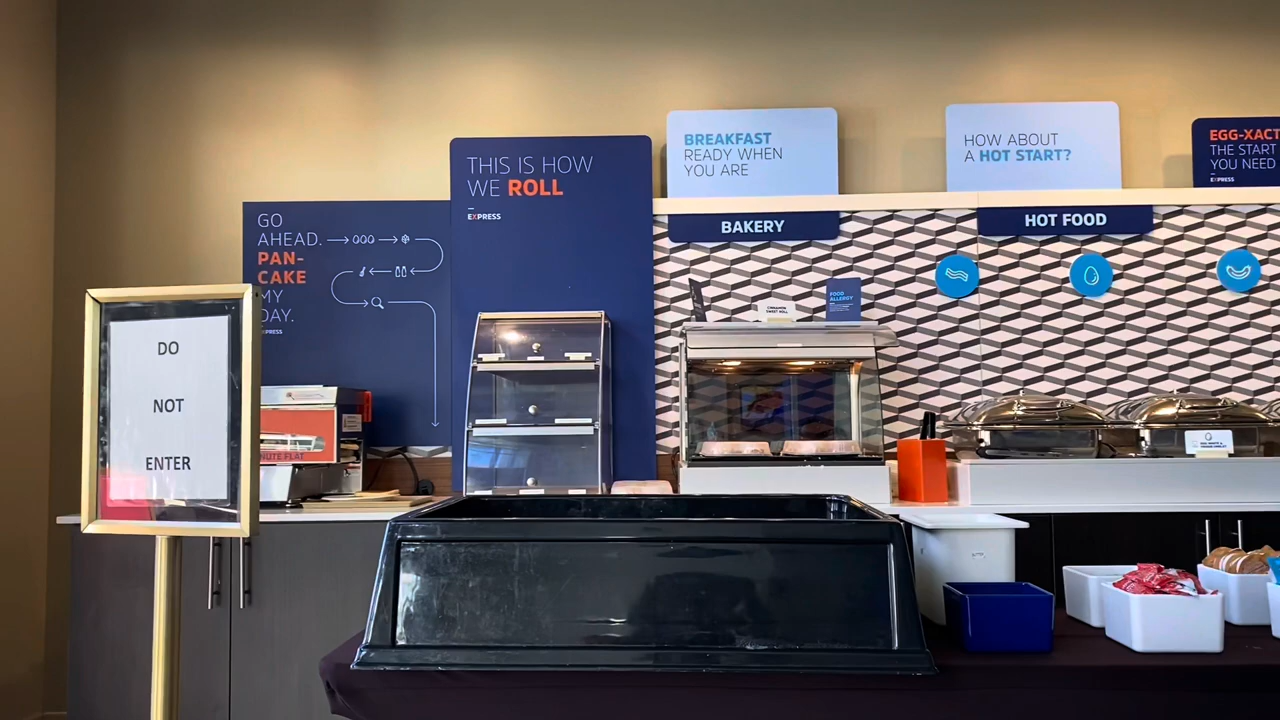 DO
NOT
ENTER
GO
AHEAD.
PAN-
CAKE
MY
DAY.
THIS IS HOW
WE ROLL
EXPRESS
BREAKFAST
READY WHEN
YOU ARE
HOW ABOUT
A HOT START?
EGG-XACT
THE START
YOU NEED
EXPRESS
BAKERY
HOT FOOD
CINNAMON
SWEET ROLL
FOOD
ALLERGY
NUTE FLAT